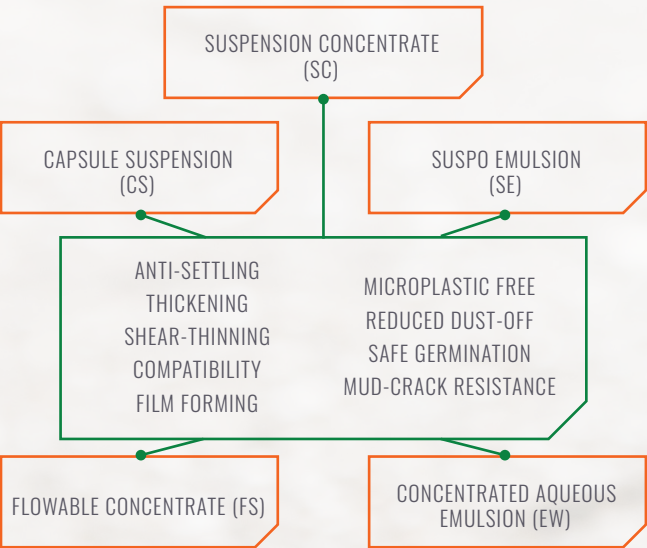 SUSPENSION CONCENTRATE
(SC)
CAPSULE SUSPENSION
(CS)
SUSPO EMULSION
(SE)
ANTI-SETTLING
THICKENING
SHEAR-THINNING
COMPATIBILITY
FILM FORMING
MICROPLASTIC FREE
REDUCED DUST-OFF
SAFE GERMINATION
MUD-CRACK RESISTANCE
FLOWABLE CONCENTRATE (FS)
CONCENTRATED AQUEOUS
EMULSION (EW)